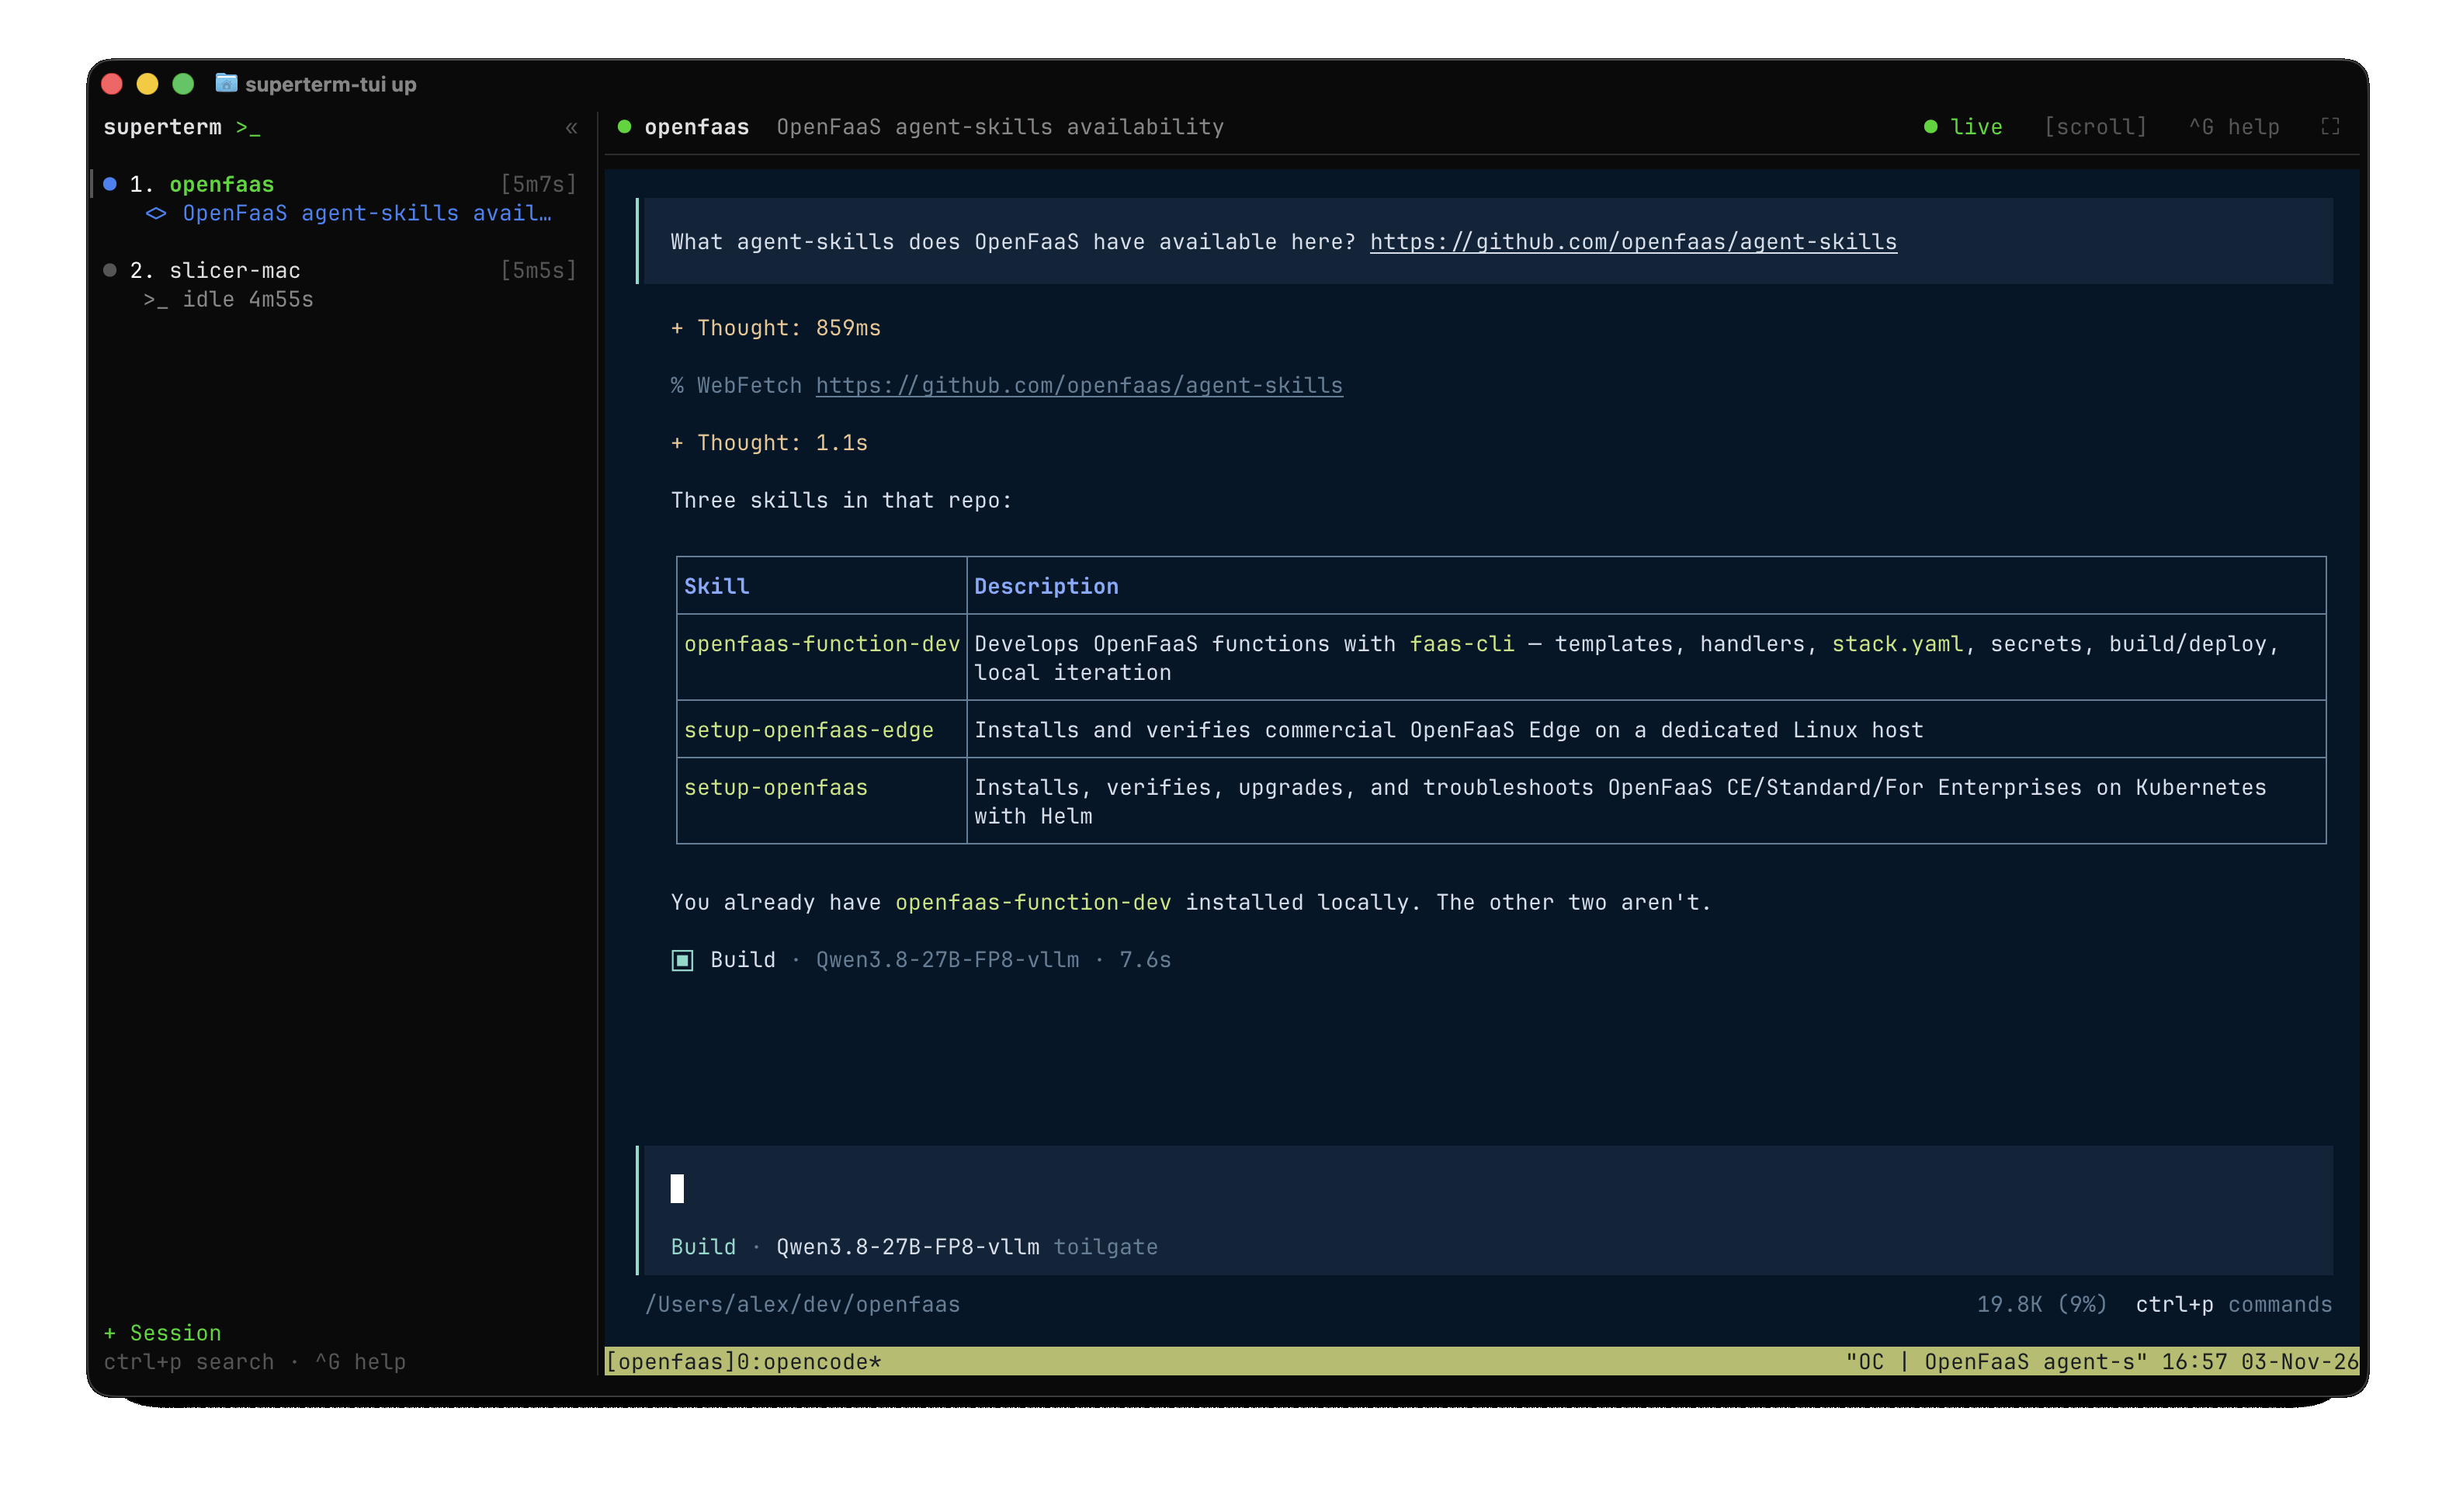 superterm-tui up
superterm >_ «
1. openfaas [5m7s]
<> OpenFaaS agent-skills avail…
2. slicer-mac [5m5s]
>_ idle 4m55s
+ Session
ctrl+p search · ^G help
● openfaas OpenFaaS agent-skills availability ● live [scroll] ^G help
What agent-skills does OpenFaaS have available here? https://github.com/openfaas/agent-skills
+ Thought: 859ms
% WebFetch https://github.com/openfaas/agent-skills
+ Thought: 1.1s
Three skills in that repo:
Skill Description
openfaas-function-dev Develops OpenFaaS functions with faas-cli — templates, handlers, stack.yaml, secrets, build/deploy,
local iteration
setup-openfaas-edge Installs and verifies commercial OpenFaaS Edge on a dedicated Linux host
setup-openfaas Installs, verifies, upgrades, and troubleshoots OpenFaaS CE/Standard/For Enterprises on Kubernetes
with Helm
You already have openfaas-function-dev installed locally. The other two aren't.
Build · Qwen3.8-27B-FP8-vllm · 7.6s
Build · Qwen3.8-27B-FP8-vllm toilgate
/Users/alex/dev/openfaas 19.8K (9%) ctrl+p commands
[openfaas]0:opencode* "OC | OpenFaaS agent-s" 16:57 03-Nov-26